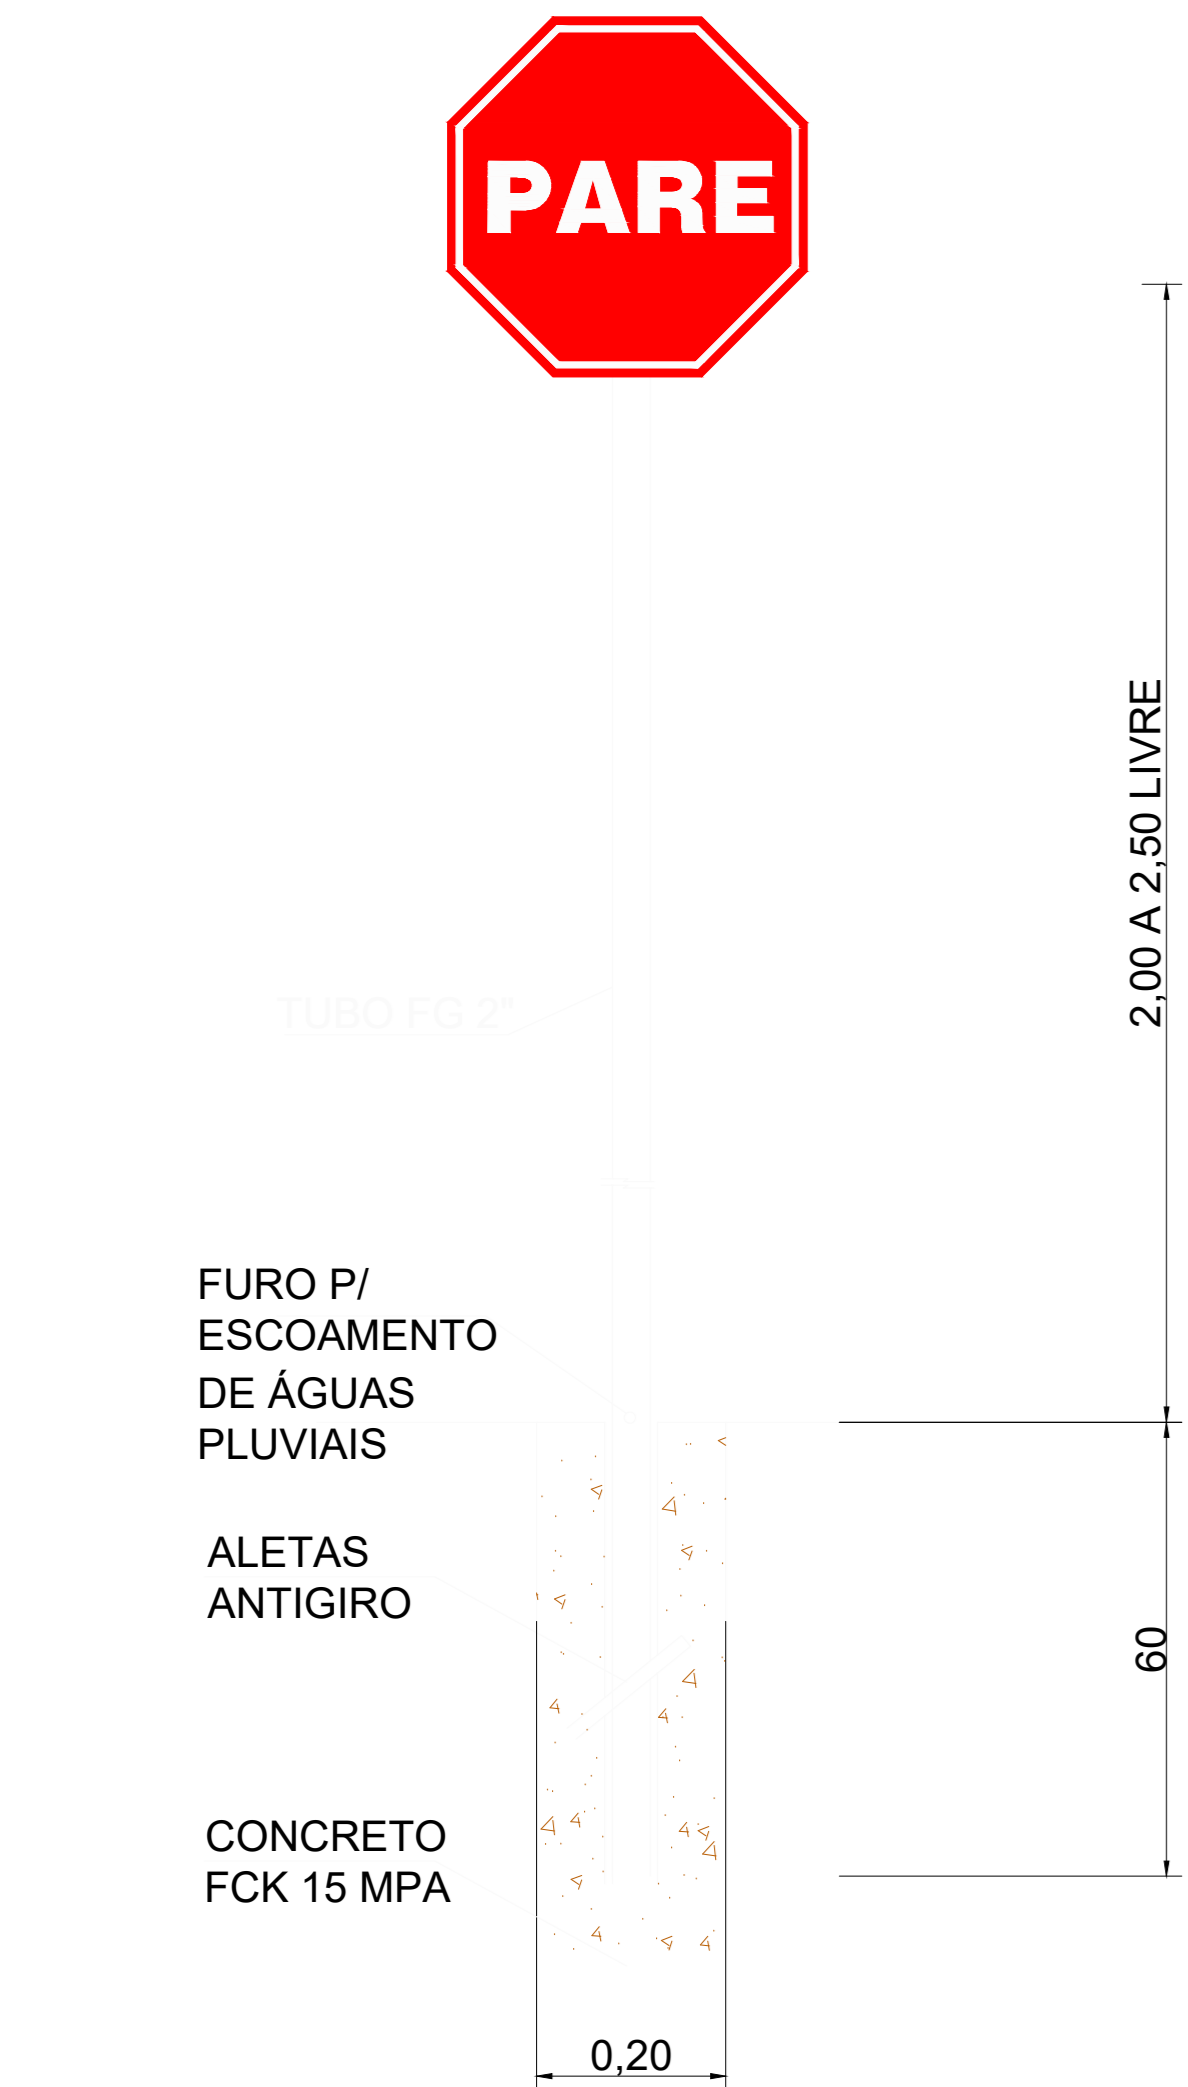 PARE
2,00 A 2,50 LIVRE
TUBO FG 2"
FURO P/
ESCOAMENTO
DE ÁGUAS
PLUVIAIS
ALETAS
ANTIGIRO
60
CONCRETO
FCK 15 MPA
0,20